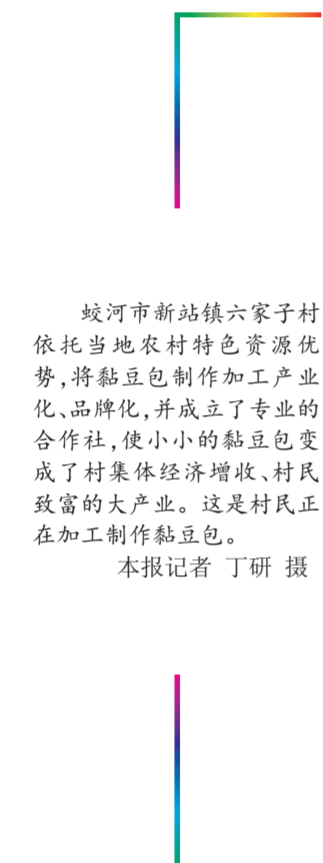 蛟河市新站镇六家子村
依托当地农村特色资源优
势,将黏豆包制作加工产业
化、品牌化,并成立了专业的
合作社,使小小的黏豆包变
成了村集体经济增收、村民
致富的大产业。这是村民正
在加工制作黏豆包。
本报记者 丁研 摄